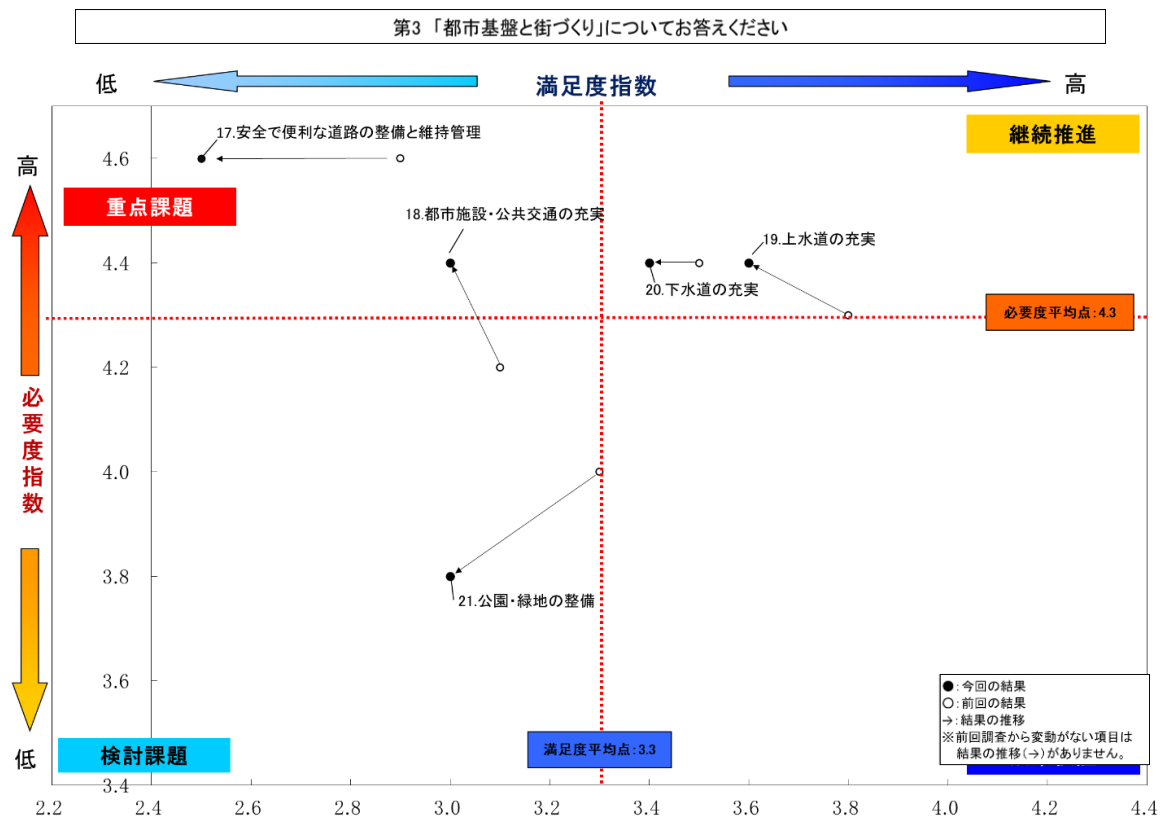 第3 「都市基盤と街づくり」についてお答えください
低
満足度指数
高
継続推進
17.安全で便利な道路の整備と維持管理
高
4.6
重点課題
18.都市施設・公共交通の充実
19.上水道の充実
4.4
20.下水道の充実
必要度平均点:4.3
4.2
必要度指数
4.0
3.8
21.公園・緑地の整備
3.6
●:今回の結果
○:前回の結果
→:結果の推移
※前回調査から変動がない項目は
結果の推移(→)がありません。
低
検討課題
満足度平均点:3.3
3.4
2.2 2.4 2.6 2.8 3.0 3.2 3.4 3.6 3.8 4.0 4.2 4.4